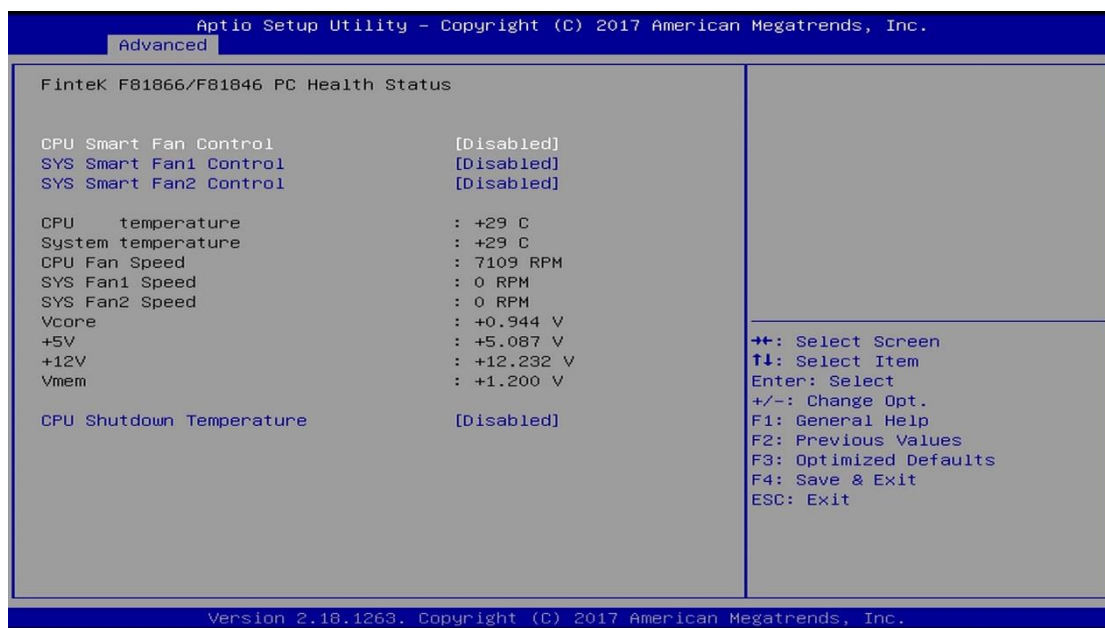 Aptio Setup Utility – Copyright (C) 2017 American Megatrends, Inc.
Advanced
FinteK F81866/F81846 PC Health Status
CPU Smart Fan Control [Disabled]
SYS Smart Fan1 Control [Disabled]
SYS Smart Fan2 Control [Disabled]
CPU temperature : +29 C
System temperature : +29 C
CPU Fan Speed : 7109 RPM
SYS Fan1 Speed : 0 RPM
SYS Fan2 Speed : 0 RPM
Vcore : +0.944 V
+5V : +5.087 V
+12V : +12.232 V
Vmem : +1.200 V
CPU Shutdown Temperature [Disabled]
→←: Select Screen
↑↓: Select Item
Enter: Select
+/-: Change Opt.
F1: General Help
F2: Previous Values
F3: Optimized Defaults
F4: Save & Exit
ESC: Exit
Version 2.18.1263. Copyright (C) 2017 American Megatrends, Inc.